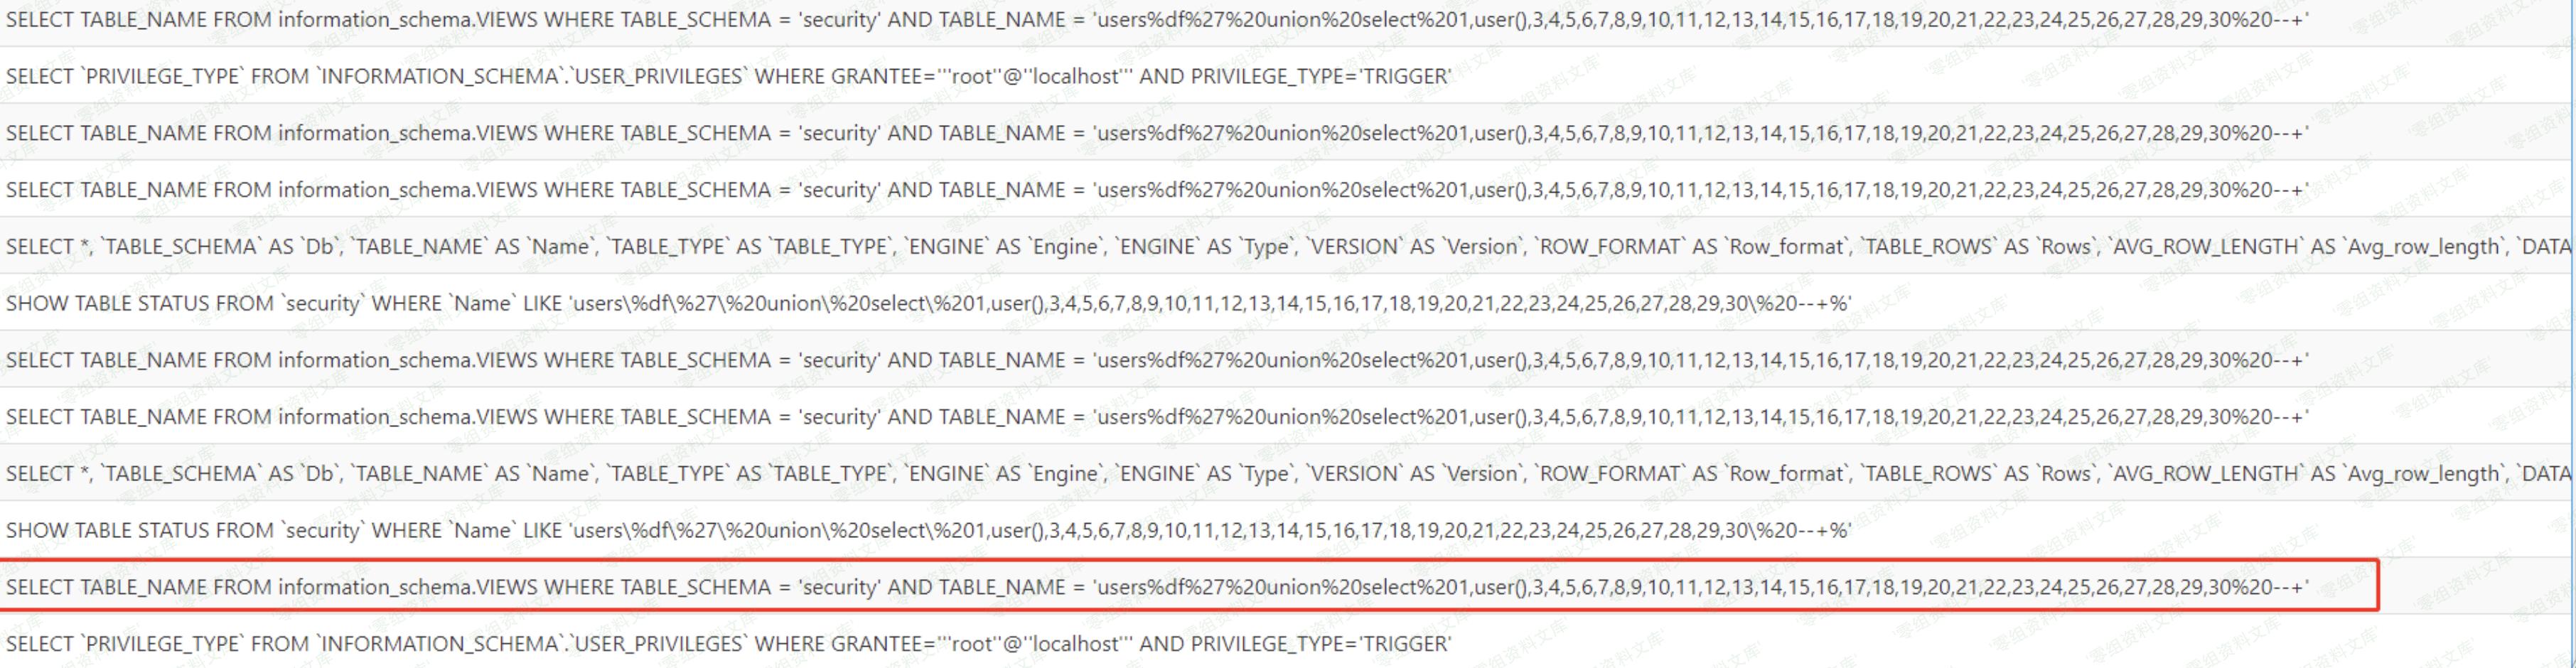 SELECT TABLE_NAME FROM information_schema.VIEWS WHERE TABLE_SCHEMA = 'security' AND TABLE_NAME = 'users%df%27%20union%20select%201,user(),3,4,5,6,7,8,9,10,11,12,13,14,15,16,17,18,19,20,21,22,23,24,25,26,27,28,29,30%20--+'
SELECT `PRIVILEGE_TYPE` FROM `INFORMATION_SCHEMA`.`USER_PRIVILEGES` WHERE GRANTEE='''root''@''localhost''' AND PRIVILEGE_TYPE='TRIGGER'
SELECT TABLE_NAME FROM information_schema.VIEWS WHERE TABLE_SCHEMA = 'security' AND TABLE_NAME = 'users%df%27%20union%20select%201,user(),3,4,5,6,7,8,9,10,11,12,13,14,15,16,17,18,19,20,21,22,23,24,25,26,27,28,29,30%20--+'
SELECT TABLE_NAME FROM information_schema.VIEWS WHERE TABLE_SCHEMA = 'security' AND TABLE_NAME = 'users%df%27%20union%20select%201,user(),3,4,5,6,7,8,9,10,11,12,13,14,15,16,17,18,19,20,21,22,23,24,25,26,27,28,29,30%20--+'
SELECT *, `TABLE_SCHEMA` AS `Db`, `TABLE_NAME` AS `Name`, `TABLE_TYPE` AS `TABLE_TYPE`, `ENGINE` AS `Engine`, `ENGINE` AS `Type`, `VERSION` AS `Version`, `ROW_FORMAT` AS `Row_format`, `TABLE_ROWS` AS `Rows`, `AVG_ROW_LENGTH` AS `Avg_row_length`, `DATA
SHOW TABLE STATUS FROM `security` WHERE `Name` LIKE 'users\%df\%27\%20union\%20select\%201,user(),3,4,5,6,7,8,9,10,11,12,13,14,15,16,17,18,19,20,21,22,23,24,25,26,27,28,29,30\%20--+%'
SELECT TABLE_NAME FROM information_schema.VIEWS WHERE TABLE_SCHEMA = 'security' AND TABLE_NAME = 'users%df%27%20union%20select%201,user(),3,4,5,6,7,8,9,10,11,12,13,14,15,16,17,18,19,20,21,22,23,24,25,26,27,28,29,30%20--+'
SELECT TABLE_NAME FROM information_schema.VIEWS WHERE TABLE_SCHEMA = 'security' AND TABLE_NAME = 'users%df%27%20union%20select%201,user(),3,4,5,6,7,8,9,10,11,12,13,14,15,16,17,18,19,20,21,22,23,24,25,26,27,28,29,30%20--+'
SELECT *, `TABLE_SCHEMA` AS `Db`, `TABLE_NAME` AS `Name`, `TABLE_TYPE` AS `TABLE_TYPE`, `ENGINE` AS `Engine`, `ENGINE` AS `Type`, `VERSION` AS `Version`, `ROW_FORMAT` AS `Row_format`, `TABLE_ROWS` AS `Rows`, `AVG_ROW_LENGTH` AS `Avg_row_length`, `DATA
SHOW TABLE STATUS FROM `security` WHERE `Name` LIKE 'users\%df\%27\%20union\%20select\%201,user(),3,4,5,6,7,8,9,10,11,12,13,14,15,16,17,18,19,20,21,22,23,24,25,26,27,28,29,30\%20--+%'
SELECT TABLE_NAME FROM information_schema.VIEWS WHERE TABLE_SCHEMA = 'security' AND TABLE_NAME = 'users%df%27%20union%20select%201,user(),3,4,5,6,7,8,9,10,11,12,13,14,15,16,17,18,19,20,21,22,23,24,25,26,27,28,29,30%20--+'
SELECT `PRIVILEGE_TYPE` FROM `INFORMATION_SCHEMA`.`USER_PRIVILEGES` WHERE GRANTEE='''root''@''localhost''' AND PRIVILEGE_TYPE='TRIGGER'
零组资料文库